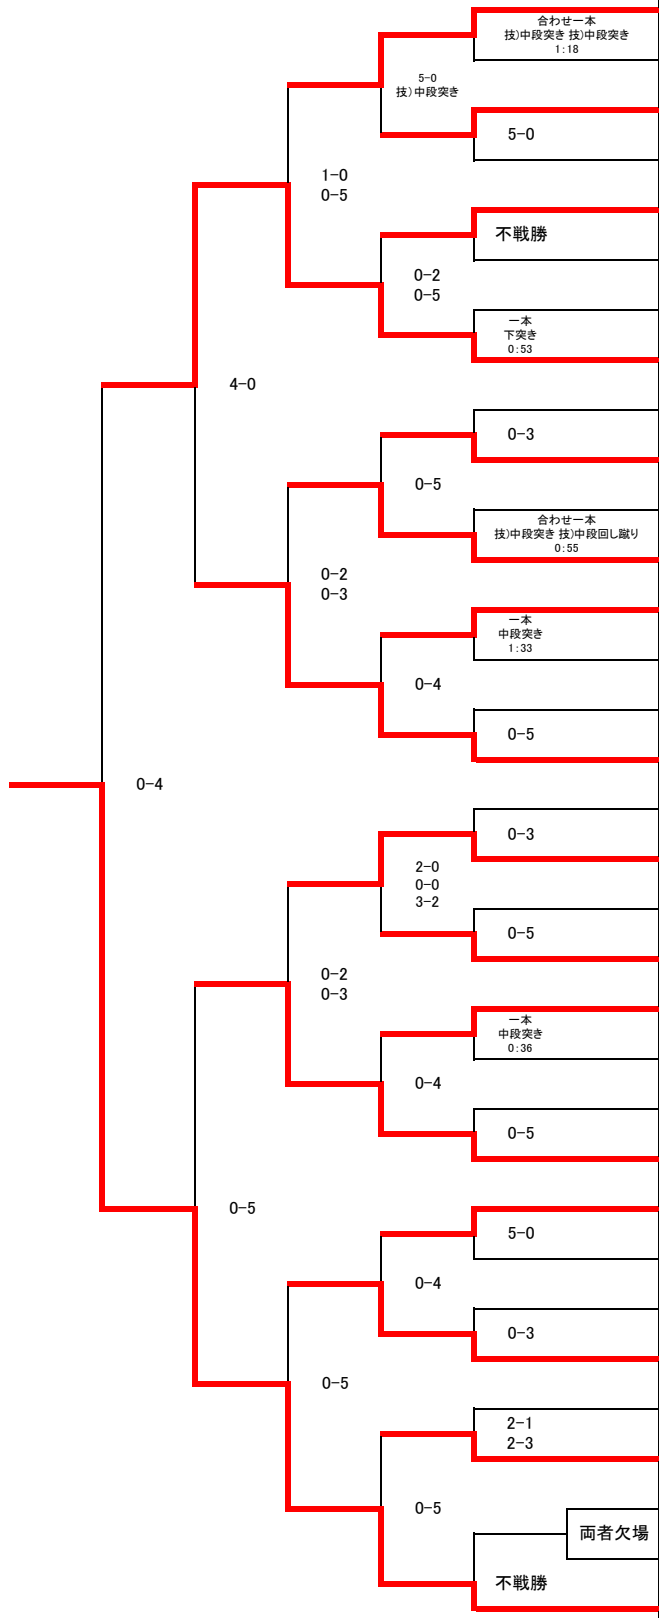 合わせ一本
技)中段突き 技)中段突き
1:18
5-0
技)中段突き
5-0
1-0
0-5
不戦勝
0-2
0-5
一本
下突き
0:53
4-0
0-3
0-5
合わせ一本
技)中段突き 技)中段回し蹴り
0:55
0-2
0-3
一本
中段突き
1:33
0-4
0-5
0-4
0-3
2-0
0-0
3-2
0-5
0-2
0-3
一本
中段突き
0:36
0-4
0-5
0-5
5-0
0-4
0-3
0-5
2-1
2-3
0-5
両者欠場
不戦勝